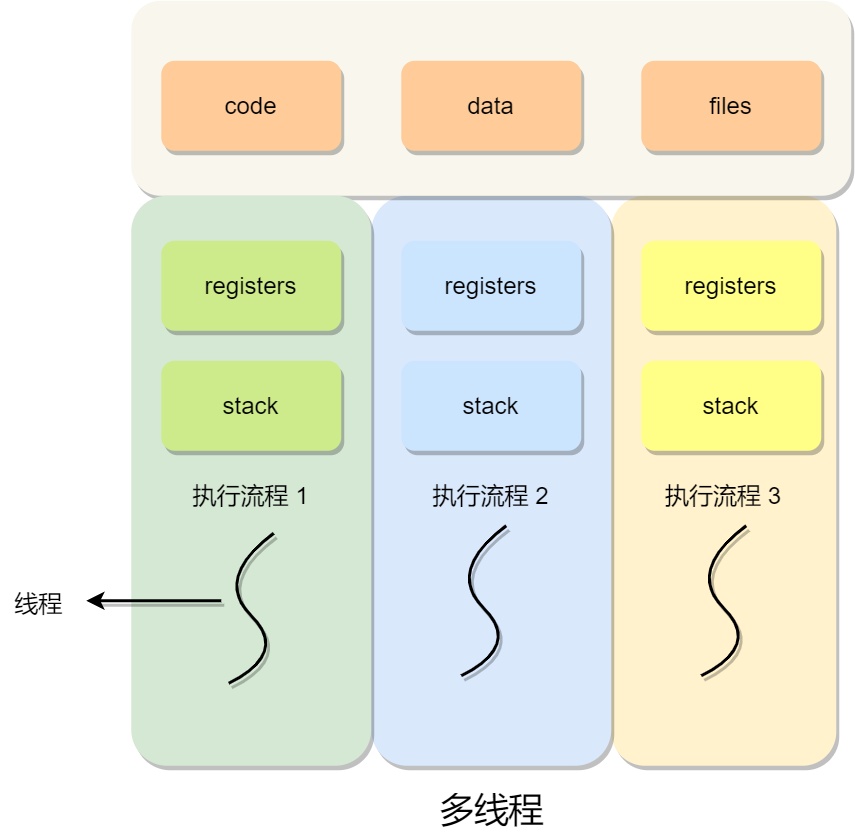 code data files
registers registers registers
stack stack stack
执行流程 1 执行流程 2 执行流程 3
线程
多线程